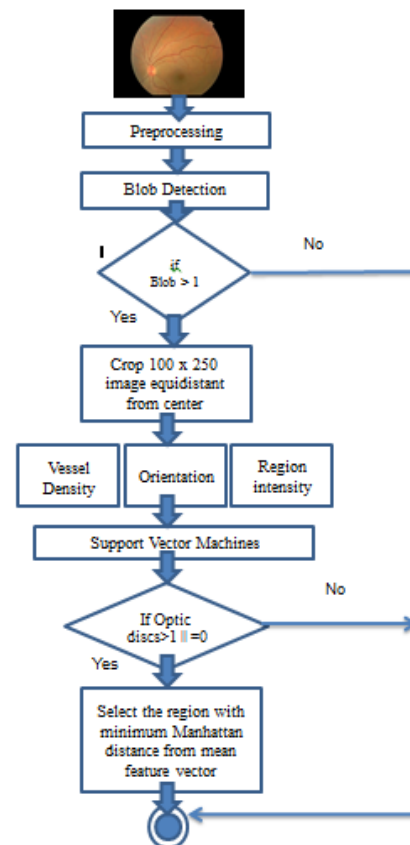 Preprocessing
Blob Detection
No
if
Blob > 1
Yes
Crop 100 x 250
image equidistant
from center
Vessel
Density
Orientation
Region
intensity
Support Vector Machines
No
If Optic
discs>1 || =0
Yes
Select the region with
minimum Manhattan
distance from mean
feature vector